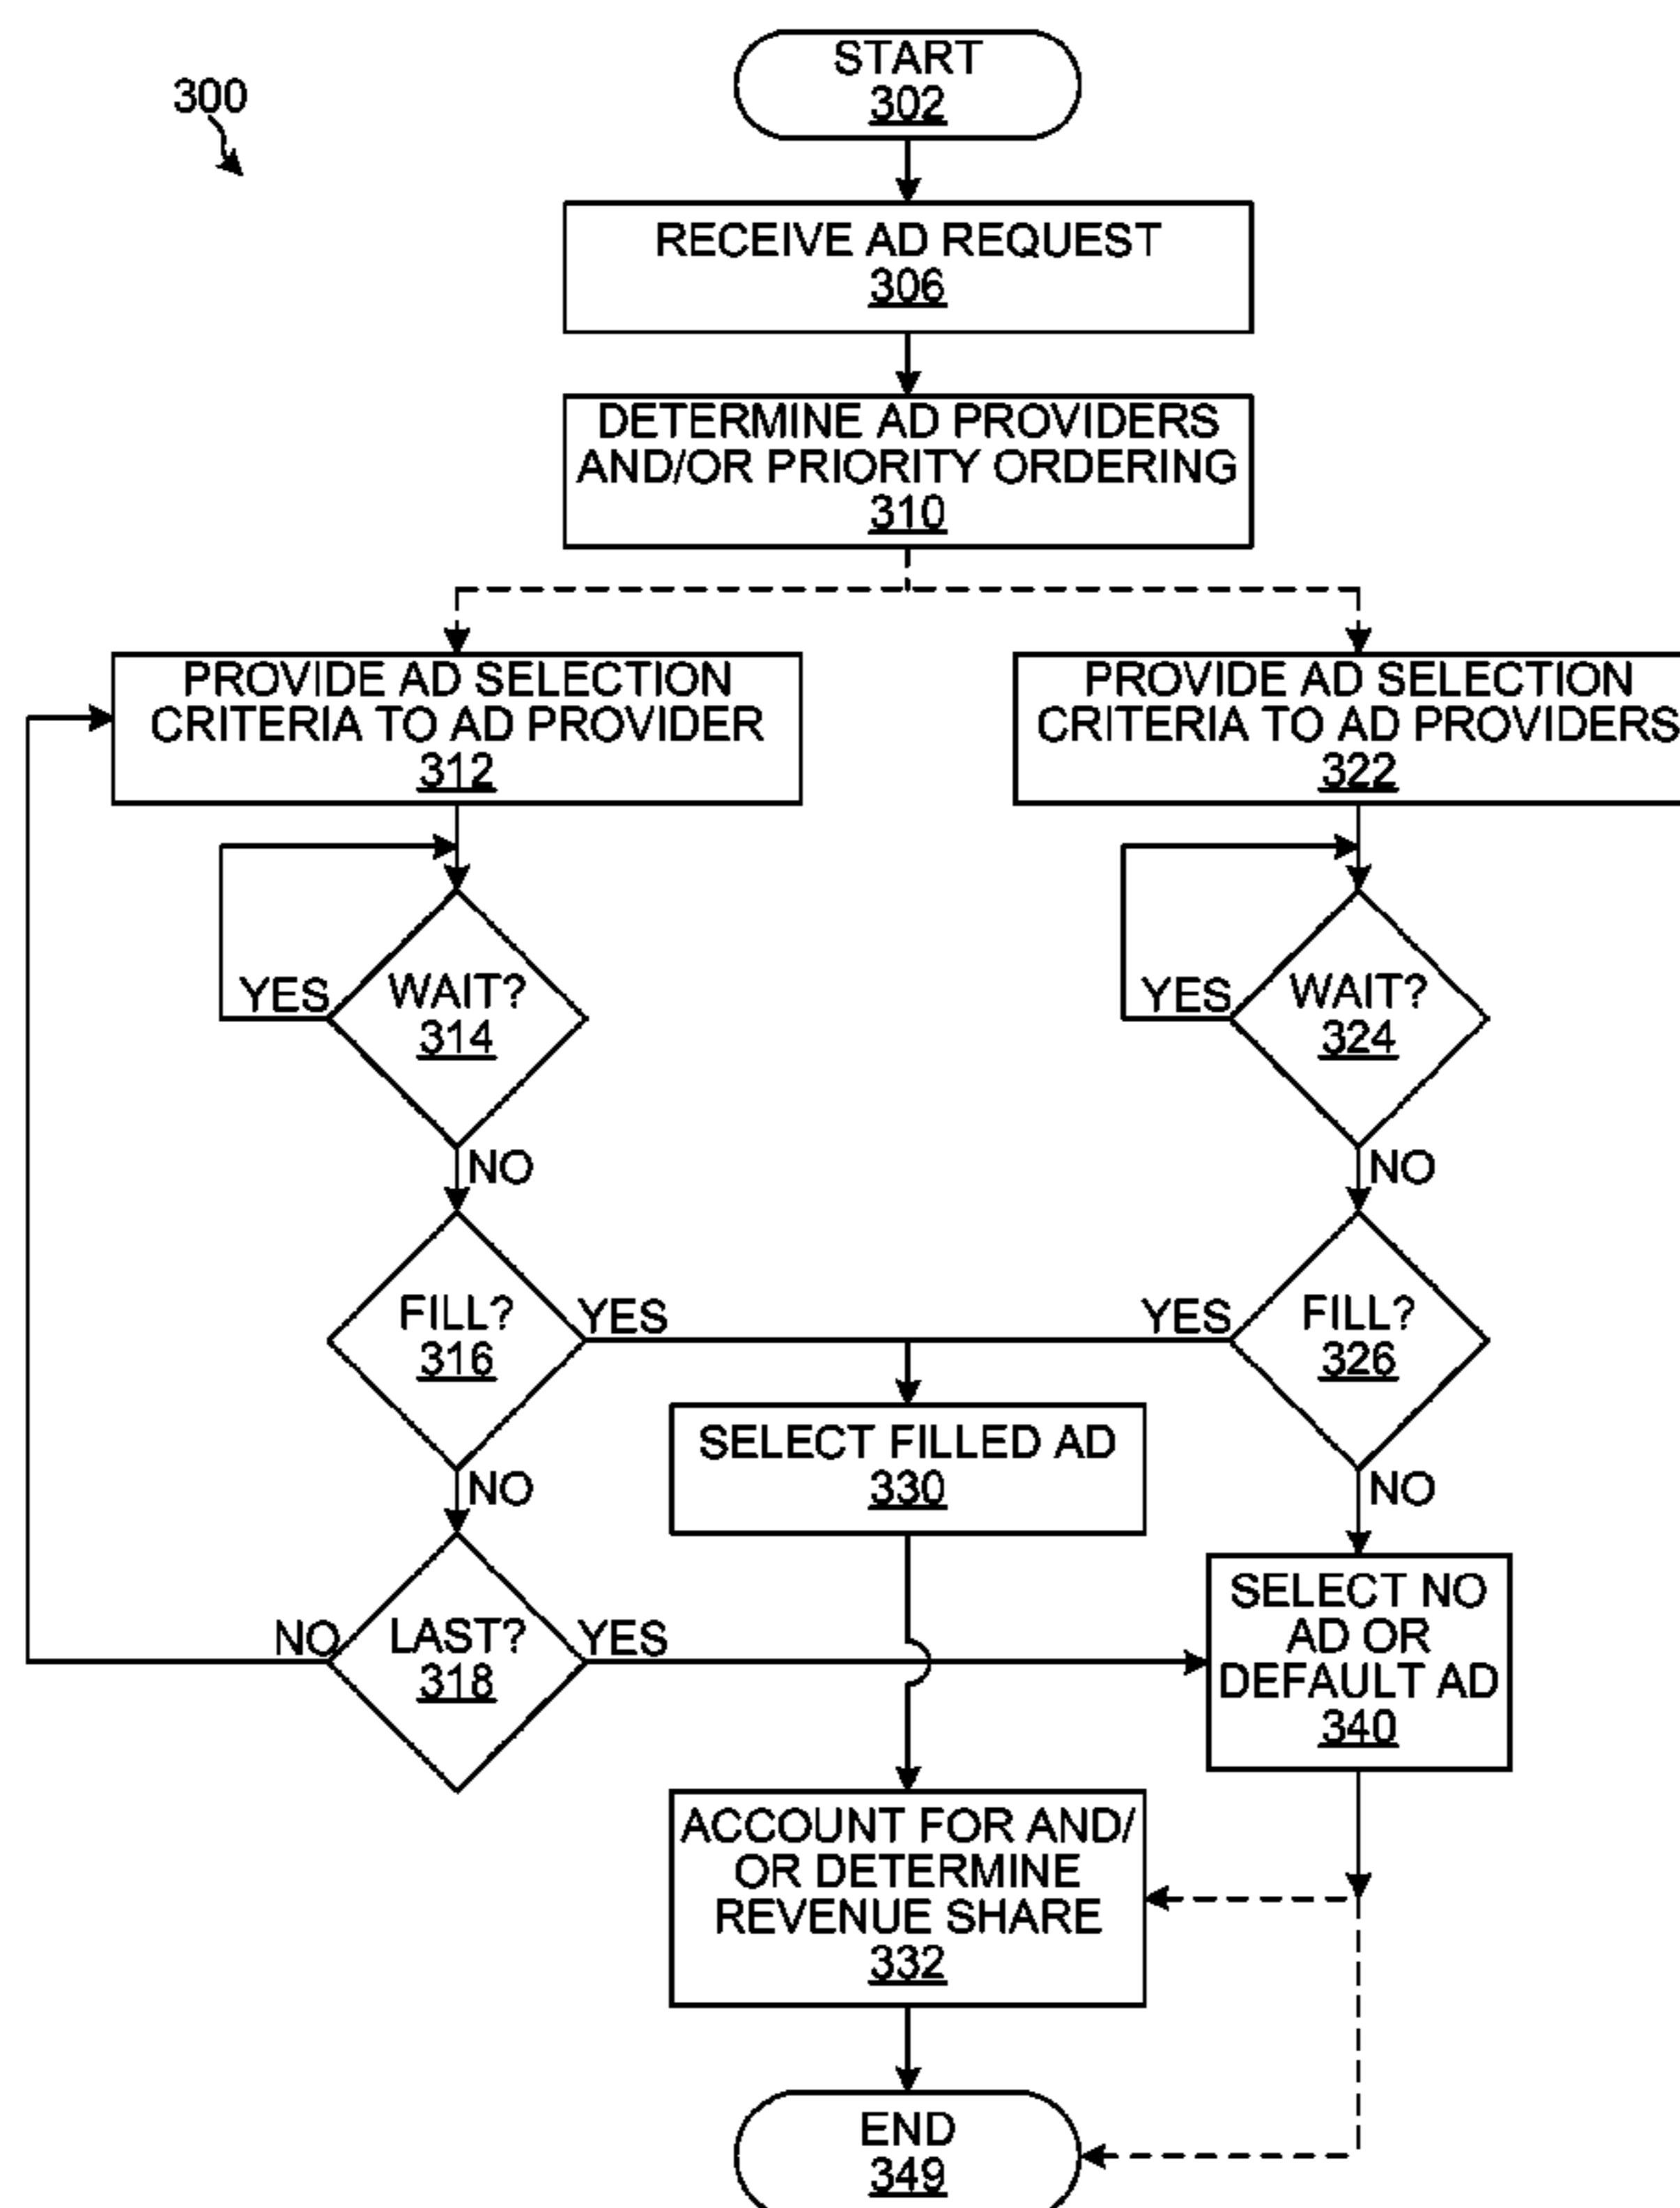 300
START
302
RECEIVE AD REQUEST
306
DETERMINE AD PROVIDERS
AND/OR PRIORITY ORDERING
310
PROVIDE AD SELECTION
CRITERIA TO AD PROVIDER
312
PROVIDE AD SELECTION
CRITERIA TO AD PROVIDERS
322
YES
WAIT?
314
NO
YES
WAIT?
324
NO
FILL?
316
YES
NO
YES
FILL?
326
NO
SELECT FILLED AD
330
NO
LAST?
318
YES
SELECT NO
AD OR
DEFAULT AD
340
ACCOUNT FOR AND/
OR DETERMINE
REVENUE SHARE
332
END
349